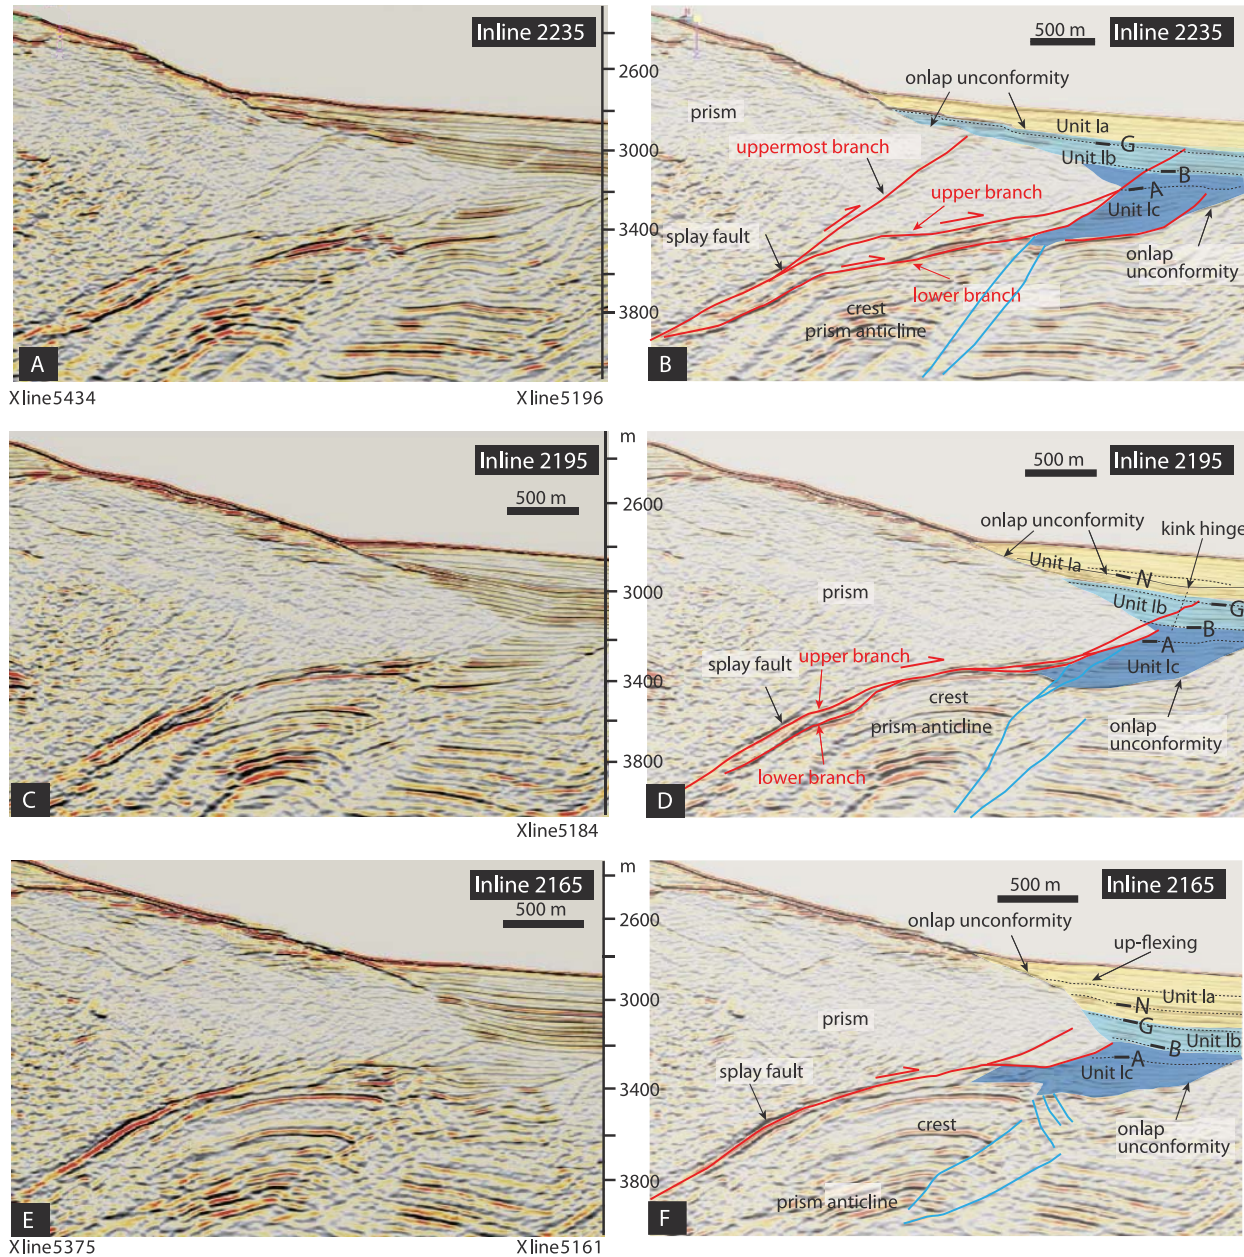 Inline 2235
2600
3000
3400
3800
A
Xline5434
Xline5196
500 m
Inline 2235
onlap unconformity
prism
Unit Ia
G
uppermost branch
Unit Ib
B
upper branch
A
Unit Ic
splay fault
onlap
unconformity
lower branch
crest
prism anticline
B
m
Inline 2195
500 m
2600
3000
3400
3800
C
Xline5184
500 m
Inline 2195
onlap unconformity
kink hinge
Unit Ia
N
prism
Unit Ib
G
B
A
splay fault
upper branch
Unit Ic
crest
prism anticline
onlap
unconformity
lower branch
D
m
Inline 2165
500 m
2600
3000
3400
3800
E
Xline5375
Xline5161
500 m
Inline 2165
onlap unconformity
up-flexing
Unit Ia
N
prism
G
Unit Ib
B
A
splay fault
Unit Ic
crest
onlap
unconformity
prism anticline
F